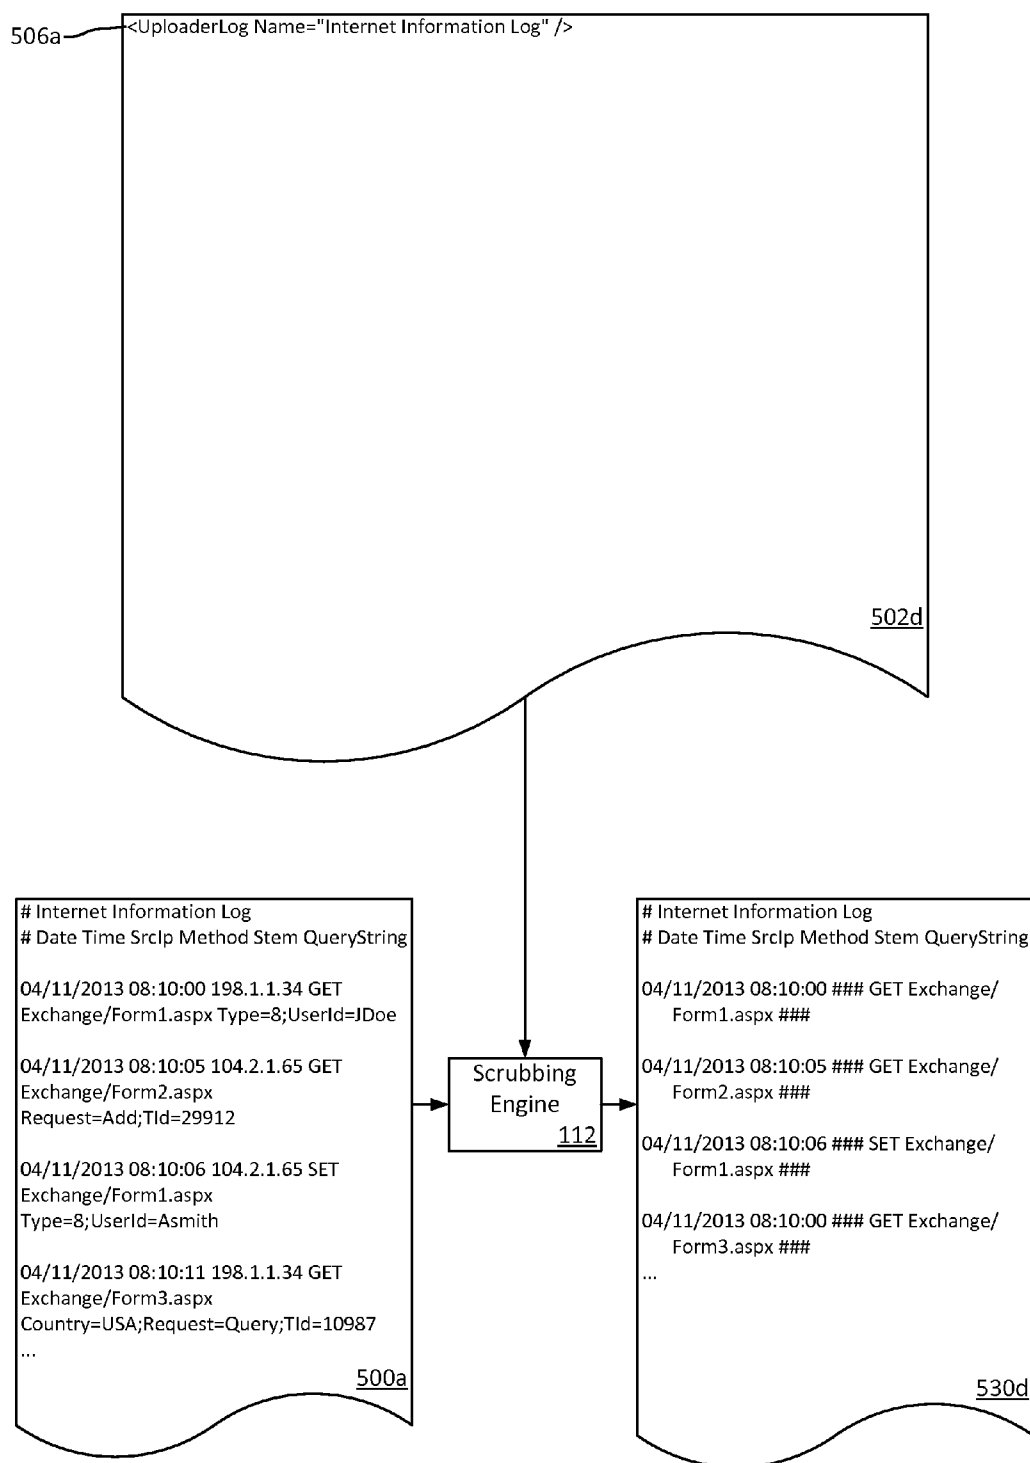 506a
<UploaderLog Name="Internet Information Log" />
502d
# Internet Information Log
# Date Time SrcIp Method Stem QueryString
04/11/2013 08:10:00 198.1.1.34 GET
Exchange/Form1.aspx Type=8;UserId=JDoe
04/11/2013 08:10:05 104.2.1.65 GET
Exchange/Form2.aspx
Request=Add;TId=29912
04/11/2013 08:10:06 104.2.1.65 SET
Exchange/Form1.aspx
Type=8;UserId=Asmith
04/11/2013 08:10:11 198.1.1.34 GET
Exchange/Form3.aspx
Country=USA;Request=Query;TId=10987
...
500a
Scrubbing
Engine
112
# Internet Information Log
# Date Time SrcIp Method Stem QueryString
04/11/2013 08:10:00 ### GET Exchange/
Form1.aspx ###
04/11/2013 08:10:05 ### GET Exchange/
Form2.aspx ###
04/11/2013 08:10:06 ### SET Exchange/
Form1.aspx ###
04/11/2013 08:10:00 ### GET Exchange/
Form3.aspx ###
...
530d